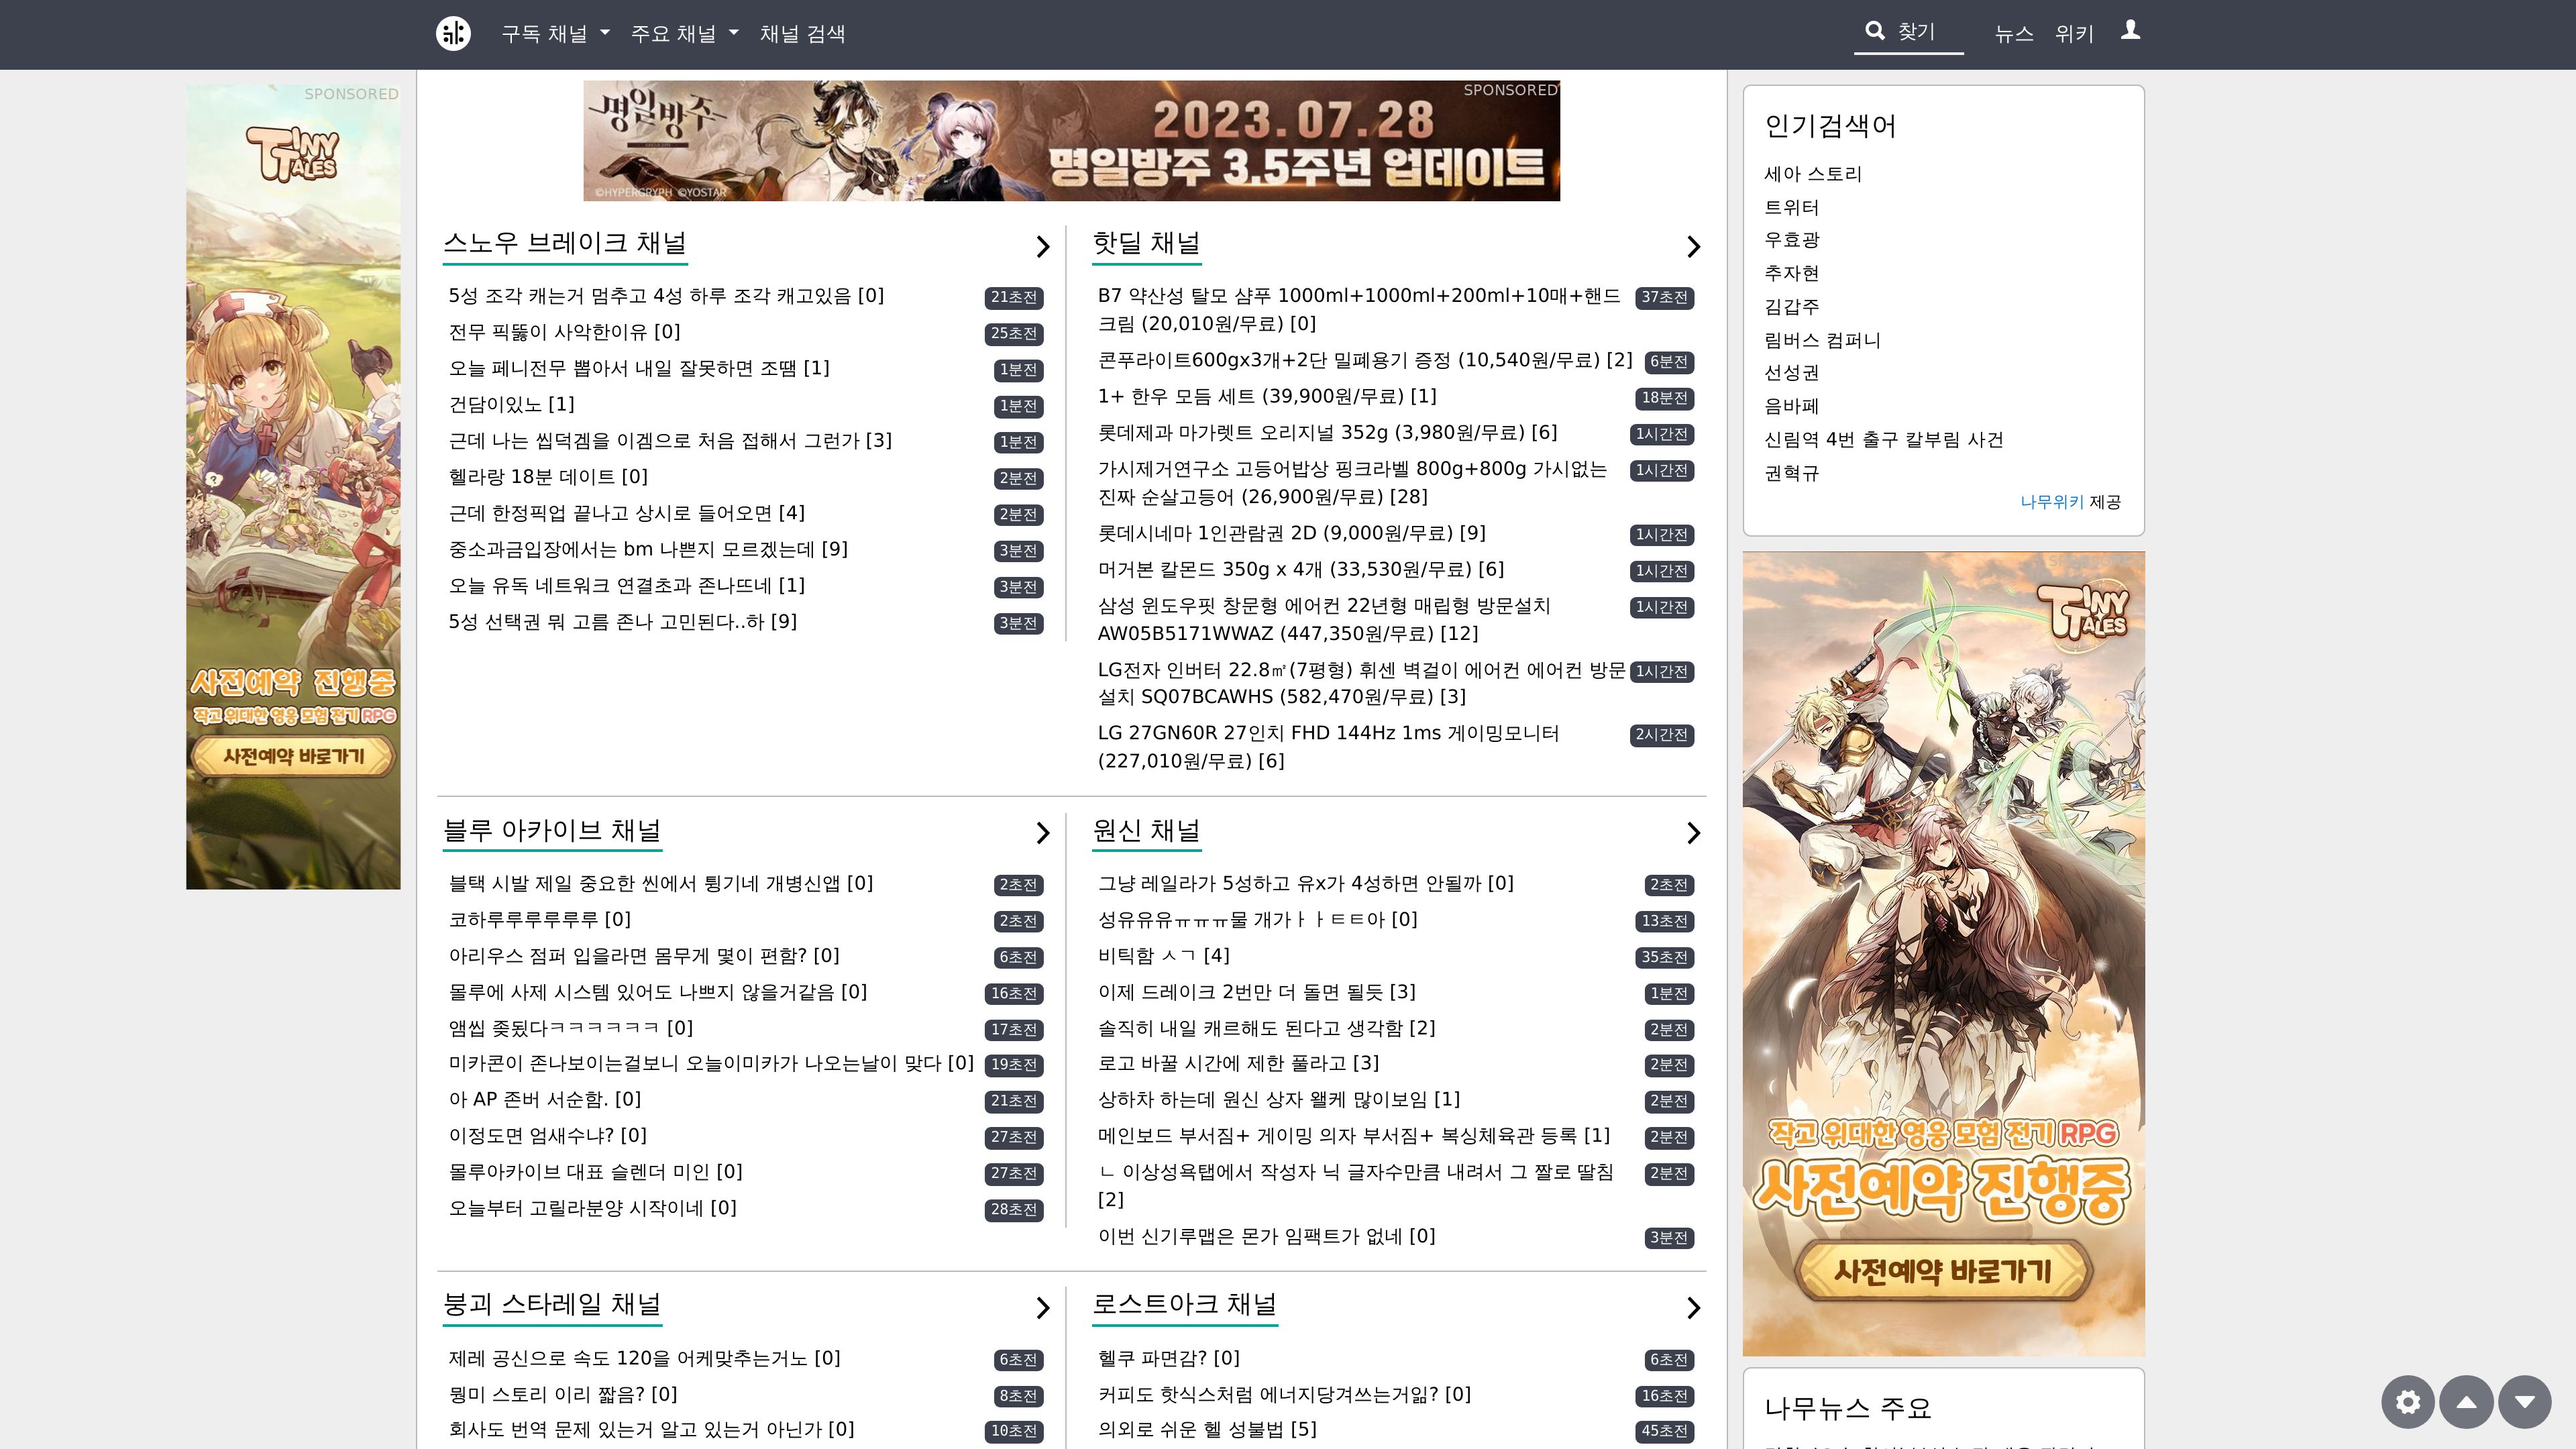 구독 채널 주요 채널 채널 검색 찾기 뉴스 위키
SPONSORED
TINY TALES
사전예약 진행중
작고 위대한 영웅 모험 전기 RPG
사전예약 바로가기
명일방주
SPONSORED
2023.07.28
명일방주 3.5주년 업데이트
©HYPERGRYPH ©YOSTAR
스노우 브레이크 채널
5성 조각 캐는거 멈추고 4성 하루 조각 캐고있음 [0] 21초전
전무 픽뚫이 사악한이유 [0] 25초전
오늘 페니전무 뽑아서 내일 잘못하면 조땜 [1] 1분전
건담이있노 [1] 1분전
근데 나는 씹덕겜을 이겜으로 처음 접해서 그런가 [3] 1분전
헬라랑 18분 데이트 [0] 2분전
근데 한정픽업 끝나고 상시로 들어오면 [4] 2분전
중소과금입장에서는 bm 나쁜지 모르겠는데 [9] 3분전
오늘 유독 네트워크 연결초과 존나뜨네 [1] 3분전
5성 선택권 뭐 고름 존나 고민된다..하 [9] 3분전
핫딜 채널
B7 약산성 탈모 샴푸 1000ml+1000ml+200ml+10매+핸드 37초전
크림 (20,010원/무료) [0]
콘푸라이트600gx3개+2단 밀폐용기 증정 (10,540원/무료) [2] 6분전
1+ 한우 모듬 세트 (39,900원/무료) [1] 18분전
롯데제과 마가렛트 오리지널 352g (3,980원/무료) [6] 1시간전
가시제거연구소 고등어밥상 핑크라벨 800g+800g 가시없는 1시간전
진짜 순살고등어 (26,900원/무료) [28]
롯데시네마 1인관람권 2D (9,000원/무료) [9] 1시간전
머거본 칼몬드 350g x 4개 (33,530원/무료) [6] 1시간전
삼성 윈도우핏 창문형 에어컨 22년형 매립형 방문설치 1시간전
AW05B5171WWAZ (447,350원/무료) [12]
LG전자 인버터 22.8㎡(7평형) 휘센 벽걸이 에어컨 에어컨 방문 1시간전
설치 SQ07BCAWHS (582,470원/무료) [3]
LG 27GN60R 27인치 FHD 144Hz 1ms 게이밍모니터 2시간전
(227,010원/무료) [6]
블루 아카이브 채널
블택 시발 제일 중요한 씬에서 튕기네 개병신앱 [0] 2초전
코하루루루루루루 [0] 2초전
아리우스 점퍼 입을라면 몸무게 몇이 편함? [0] 6초전
몰루에 사제 시스템 있어도 나쁘지 않을거같음 [0] 16초전
앰씹 좆됬다ㅋㅋㅋㅋㅋㅋ [0] 17초전
미카콘이 존나보이는걸보니 오늘이미카가 나오는날이 맞다 [0] 19초전
아 AP 존버 서순함. [0] 21초전
이정도면 엄새수냐? [0] 27초전
몰루아카이브 대표 슬렌더 미인 [0] 27초전
오늘부터 고릴라분양 시작이네 [0] 28초전
원신 채널
그냥 레일라가 5성하고 유x가 4성하면 안될까 [0] 2초전
성유유유ㅠㅠㅠ물 개가ㅏㅏㅌㅌ아 [0] 13초전
비틱함 ㅅㄱ [4] 35초전
이제 드레이크 2번만 더 돌면 될듯 [3] 1분전
솔직히 내일 캐르해도 된다고 생각함 [2] 2분전
로고 바꿀 시간에 제한 풀라고 [3] 2분전
상하차 하는데 원신 상자 왤케 많이보임 [1] 2분전
메인보드 부서짐+ 게이밍 의자 부서짐+ 복싱체육관 등록 [1] 2분전
ㄴ 이상성욕탭에서 작성자 닉 글자수만큼 내려서 그 짤로 딸침 2분전
[2]
이번 신기루맵은 몬가 임팩트가 없네 [0] 3분전
붕괴 스타레일 채널
제레 공신으로 속도 120을 어케맞추는거노 [0] 6초전
뭥미 스토리 이리 짧음? [0] 8초전
회사도 번역 문제 있는거 알고 있는거 아닌가 [0] 10초전
로스트아크 채널
헬쿠 파면감? [0] 6초전
커피도 핫식스처럼 에너지당겨쓰는거잃? [0] 16초전
의외로 쉬운 헬 성불법 [5] 45초전
인기검색어
세아 스토리
트위터
우효광
추자현
김갑주
림버스 컴퍼니
선성권
음바페
신림역 4번 출구 칼부림 사건
권혁규
나무위키 제공
TINY TALES
작고 위대한 영웅 모험 전기 RPG
사전예약 진행중
사전예약 바로가기
나무뉴스 주요